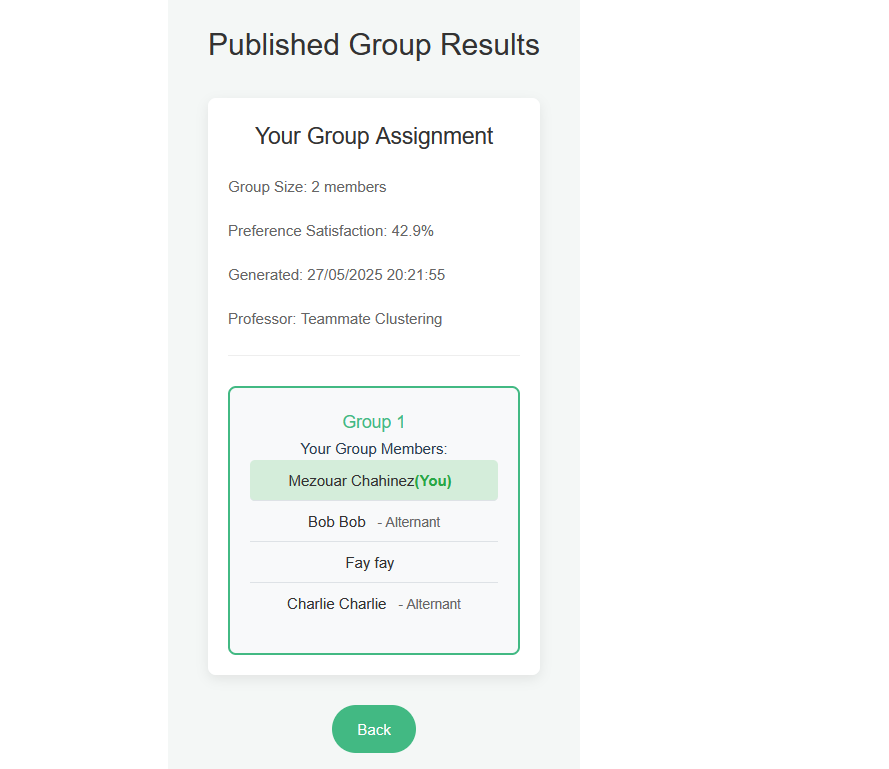 Published Group Results
Your Group Assignment
Group Size: 2 members
Preference Satisfaction: 42.9%
Generated: 27/05/2025 20:21:55
Professor: Teammate Clustering
Group 1
Your Group Members:
Mezouar Chahinez(You)
Bob Bob - Alternant
Fay fay
Charlie Charlie - Alternant
Back